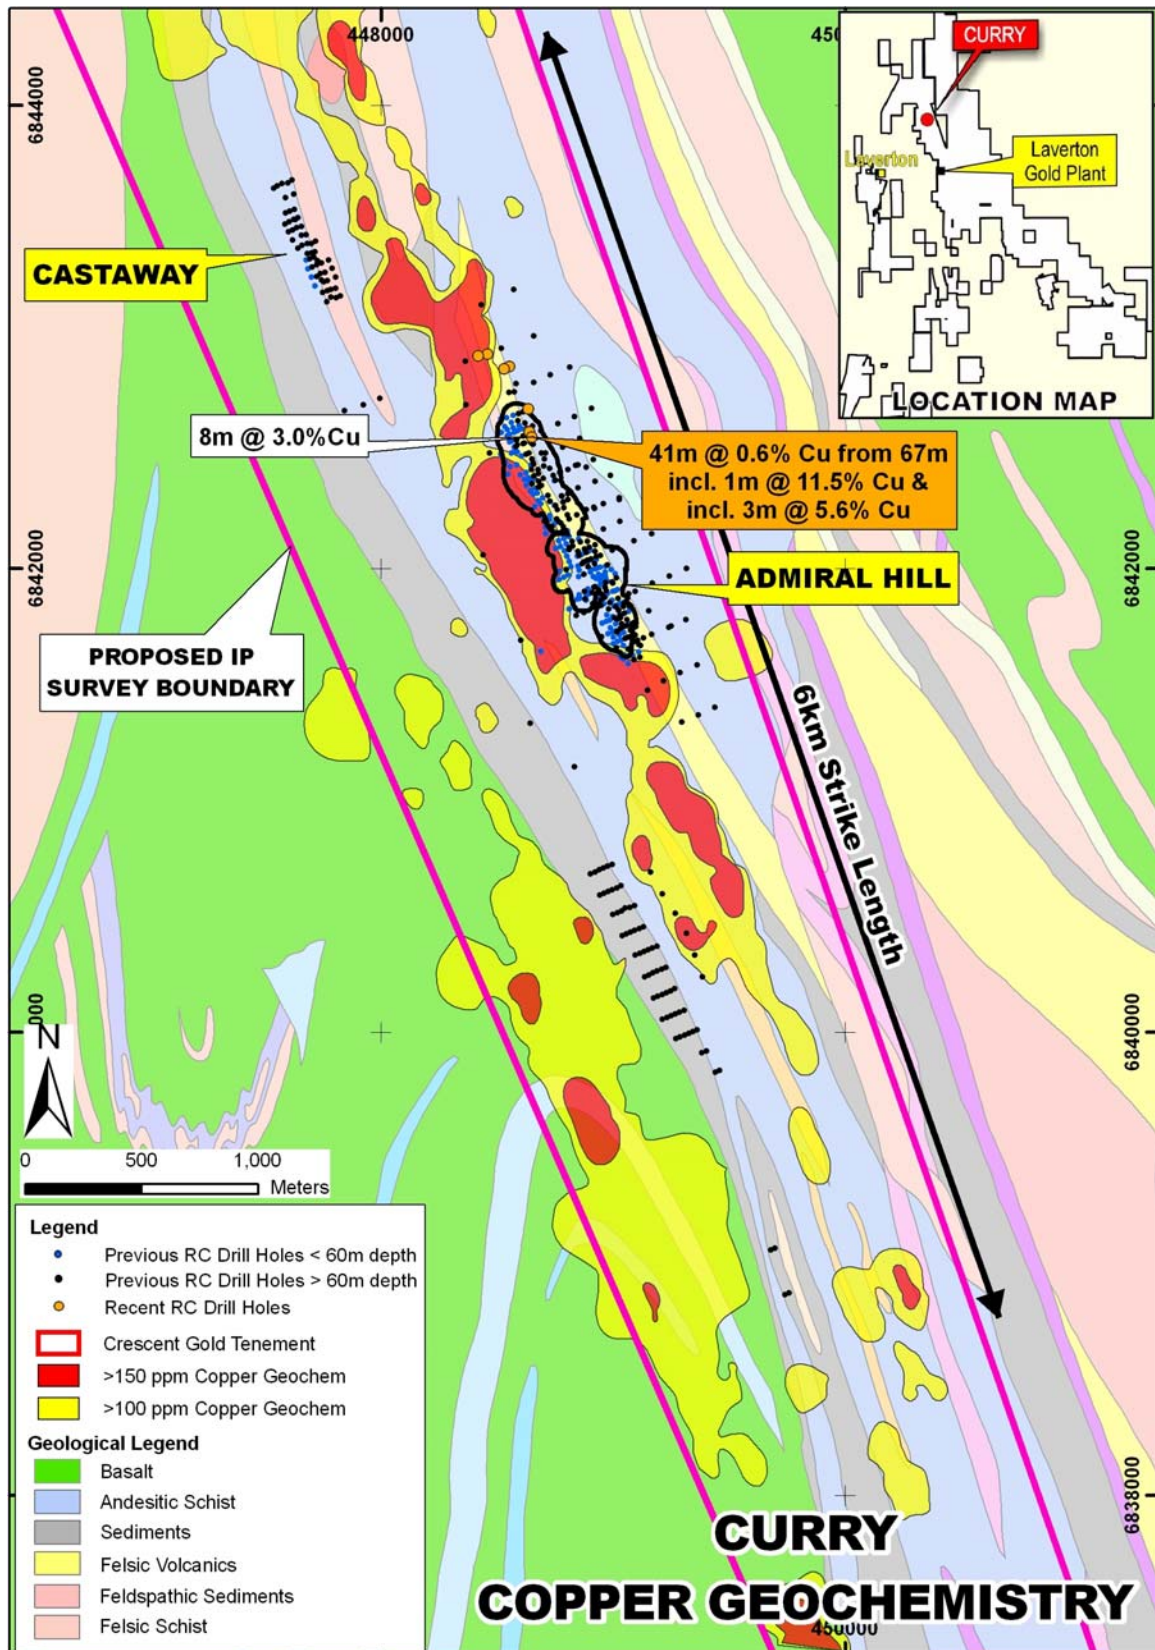 448000
450
6844000
CURRY
Laverton
Laverton
Gold Plant
LOCATION MAP
CASTAWAY
8m @ 3.0%Cu
41m @ 0.6% Cu from 67m
incl. 1m @ 11.5% Cu &
incl. 3m @ 5.6% Cu
6842000
6842000
ADMIRAL HILL
PROPOSED IP
SURVEY BOUNDARY
6km Strike Length
000
6840000
N
0 500 1,000
Meters
Legend
Previous RC Drill Holes < 60m depth
Previous RC Drill Holes > 60m depth
Recent RC Drill Holes
Crescent Gold Tenement
>150 ppm Copper Geochem
>100 ppm Copper Geochem
Geological Legend
Basalt
Andesitic Schist
Sediments
Felsic Volcanics
Feldspathic Sediments
Felsic Schist
6838000
CURRY
COPPER GEOCHEMISTRY
450000